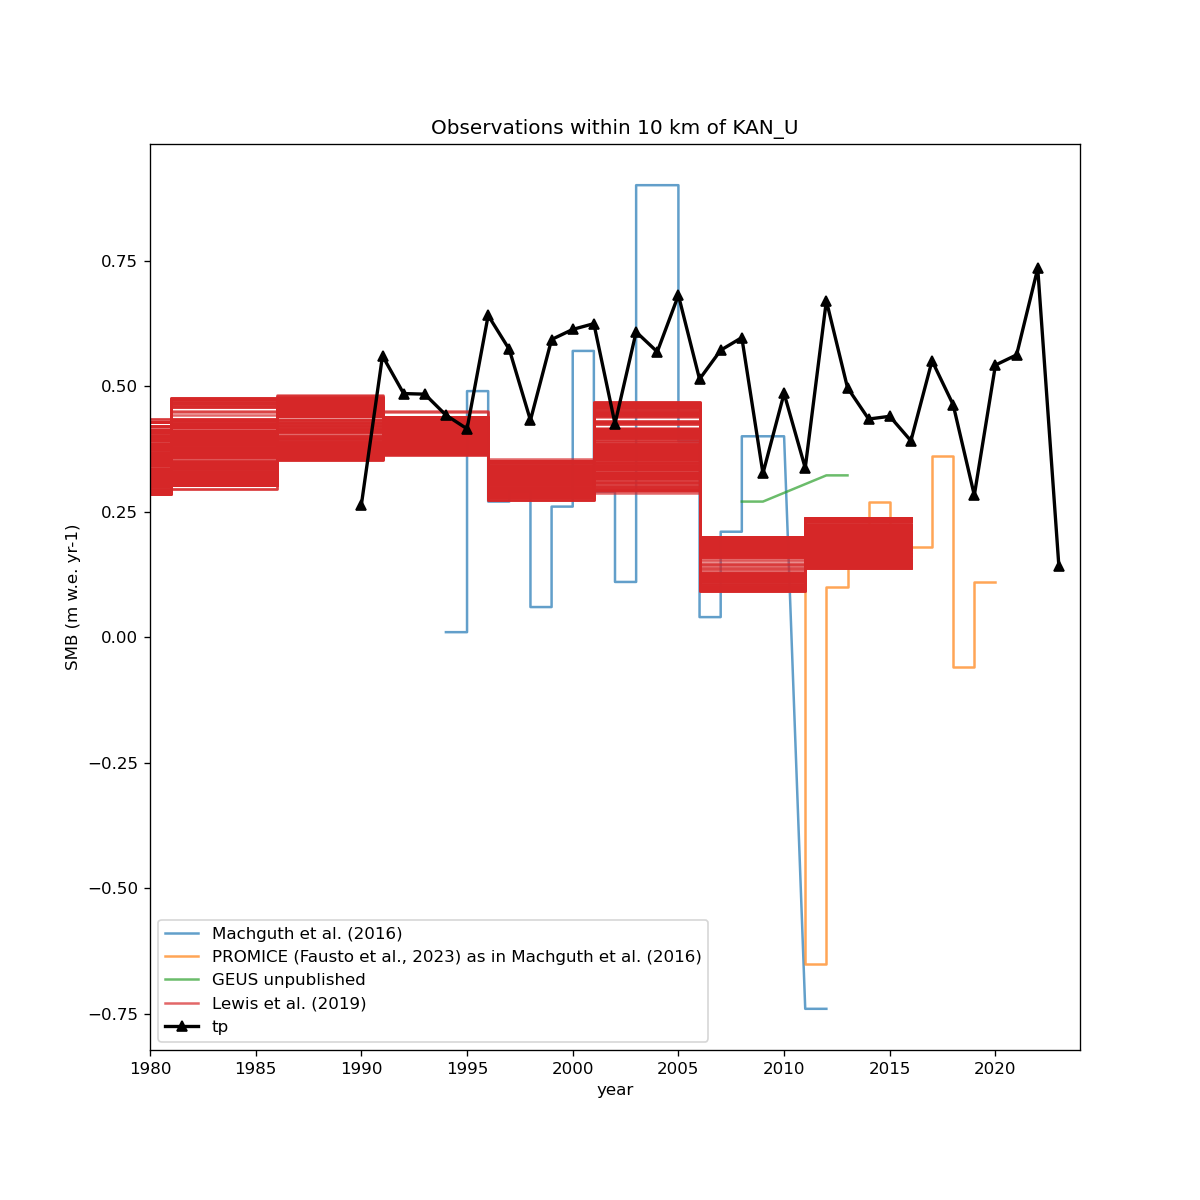 Observations within 10 km of KAN_U
SMB (m w.e. yr-1)
0.75
0.50
0.25
0.00
−0.25
−0.50
−0.75
Machguth et al. (2016)
PROMICE (Fausto et al., 2023) as in Machguth et al. (2016)
GEUS unpublished
Lewis et al. (2019)
tp
1980 1985 1990 1995 2000 2005 2010 2015 2020
year